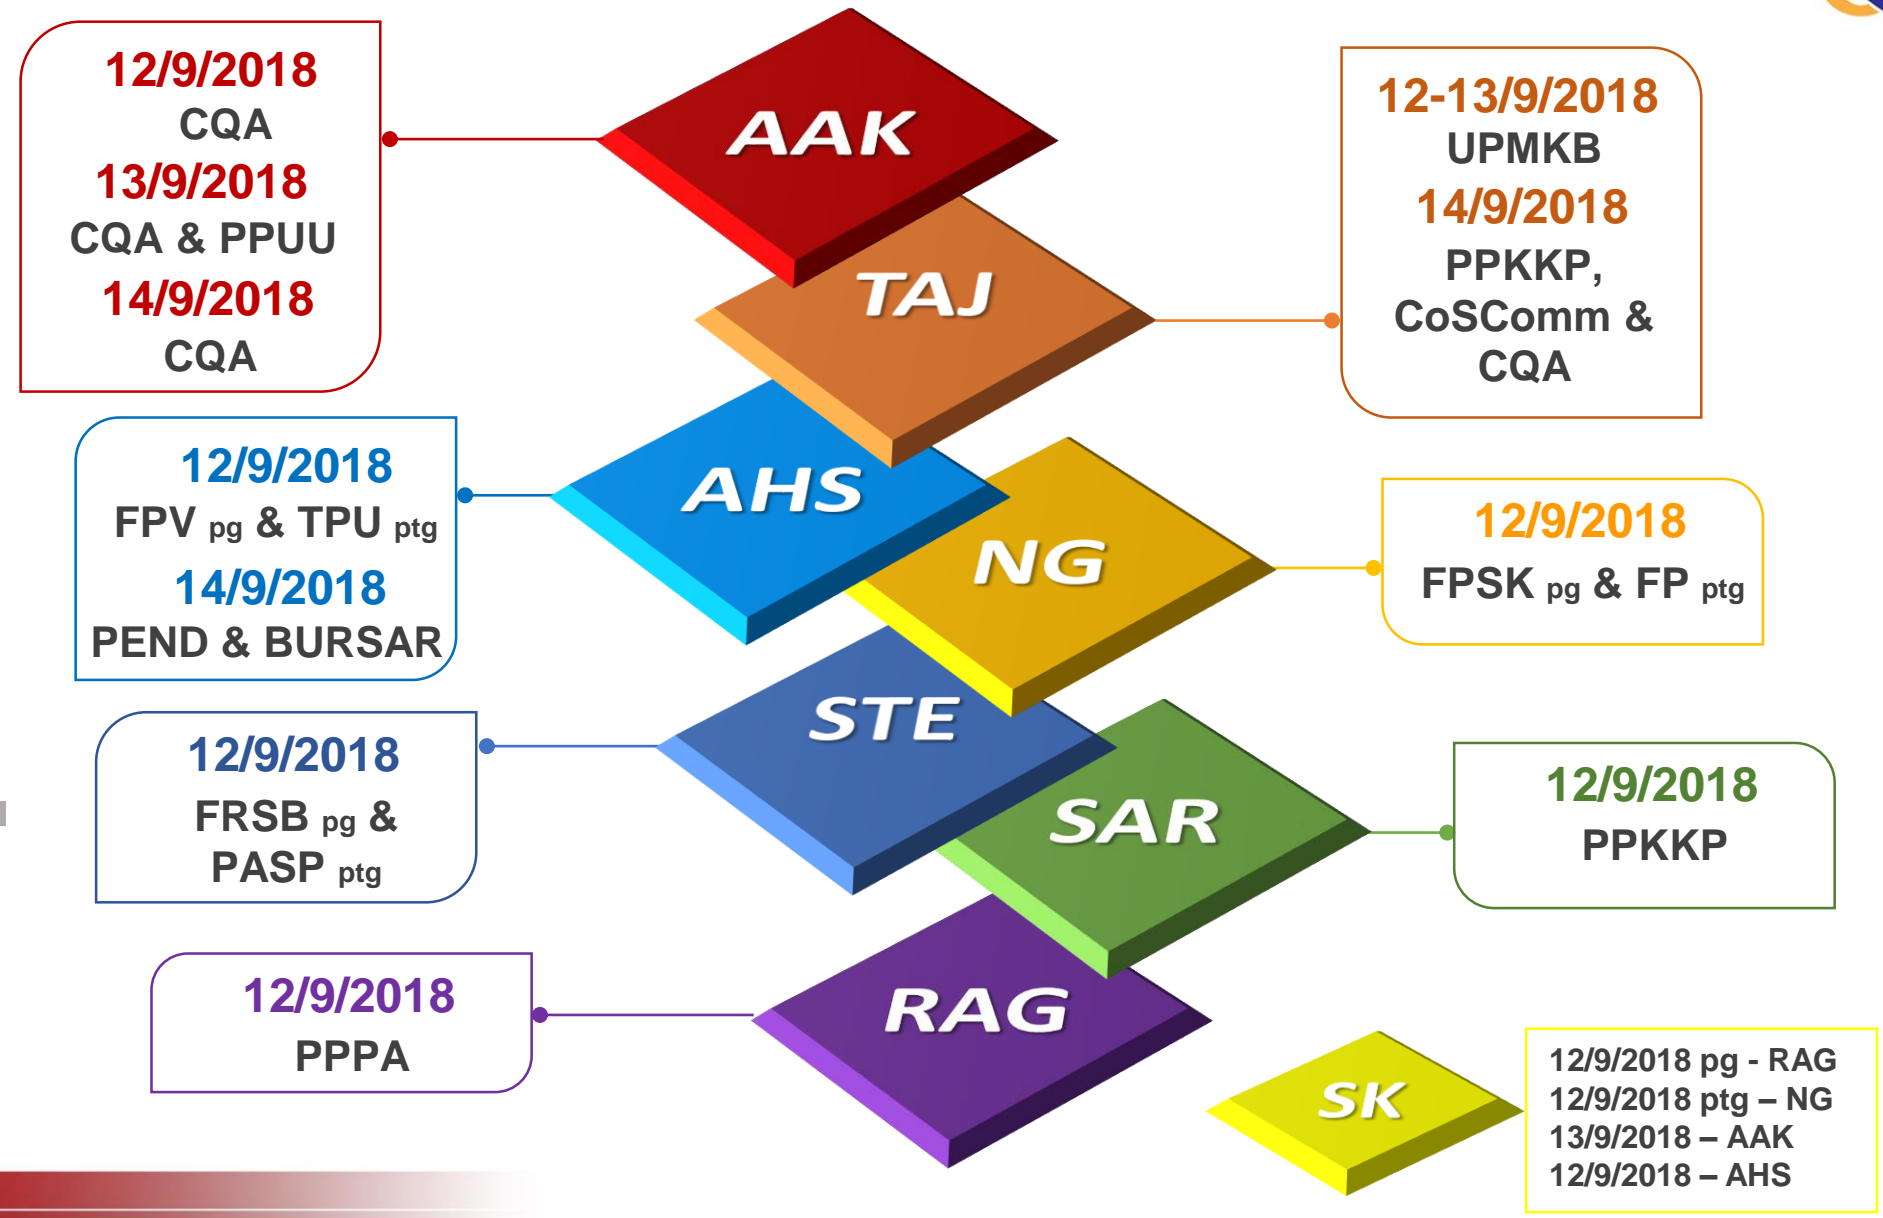 12/9/2018
CQA
13/9/2018
CQA & PPUU
14/9/2018
CQA
AAK
12-13/9/2018
UPMKB
14/9/2018
PPKKP,
CoSComm &
CQA
TAJ
12/9/2018
FPV pg & TPU ptg
14/9/2018
PEND & BURSAR
AHS
NG
12/9/2018
FPSK pg & FP ptg
12/9/2018
FRSB pg &
PASP ptg
STE
SAR
12/9/2018
PPKKP
12/9/2018
PPPA
RAG
SK
12/9/2018 pg - RAG
12/9/2018 ptg – NG
13/9/2018 – AAK
12/9/2018 – AHS